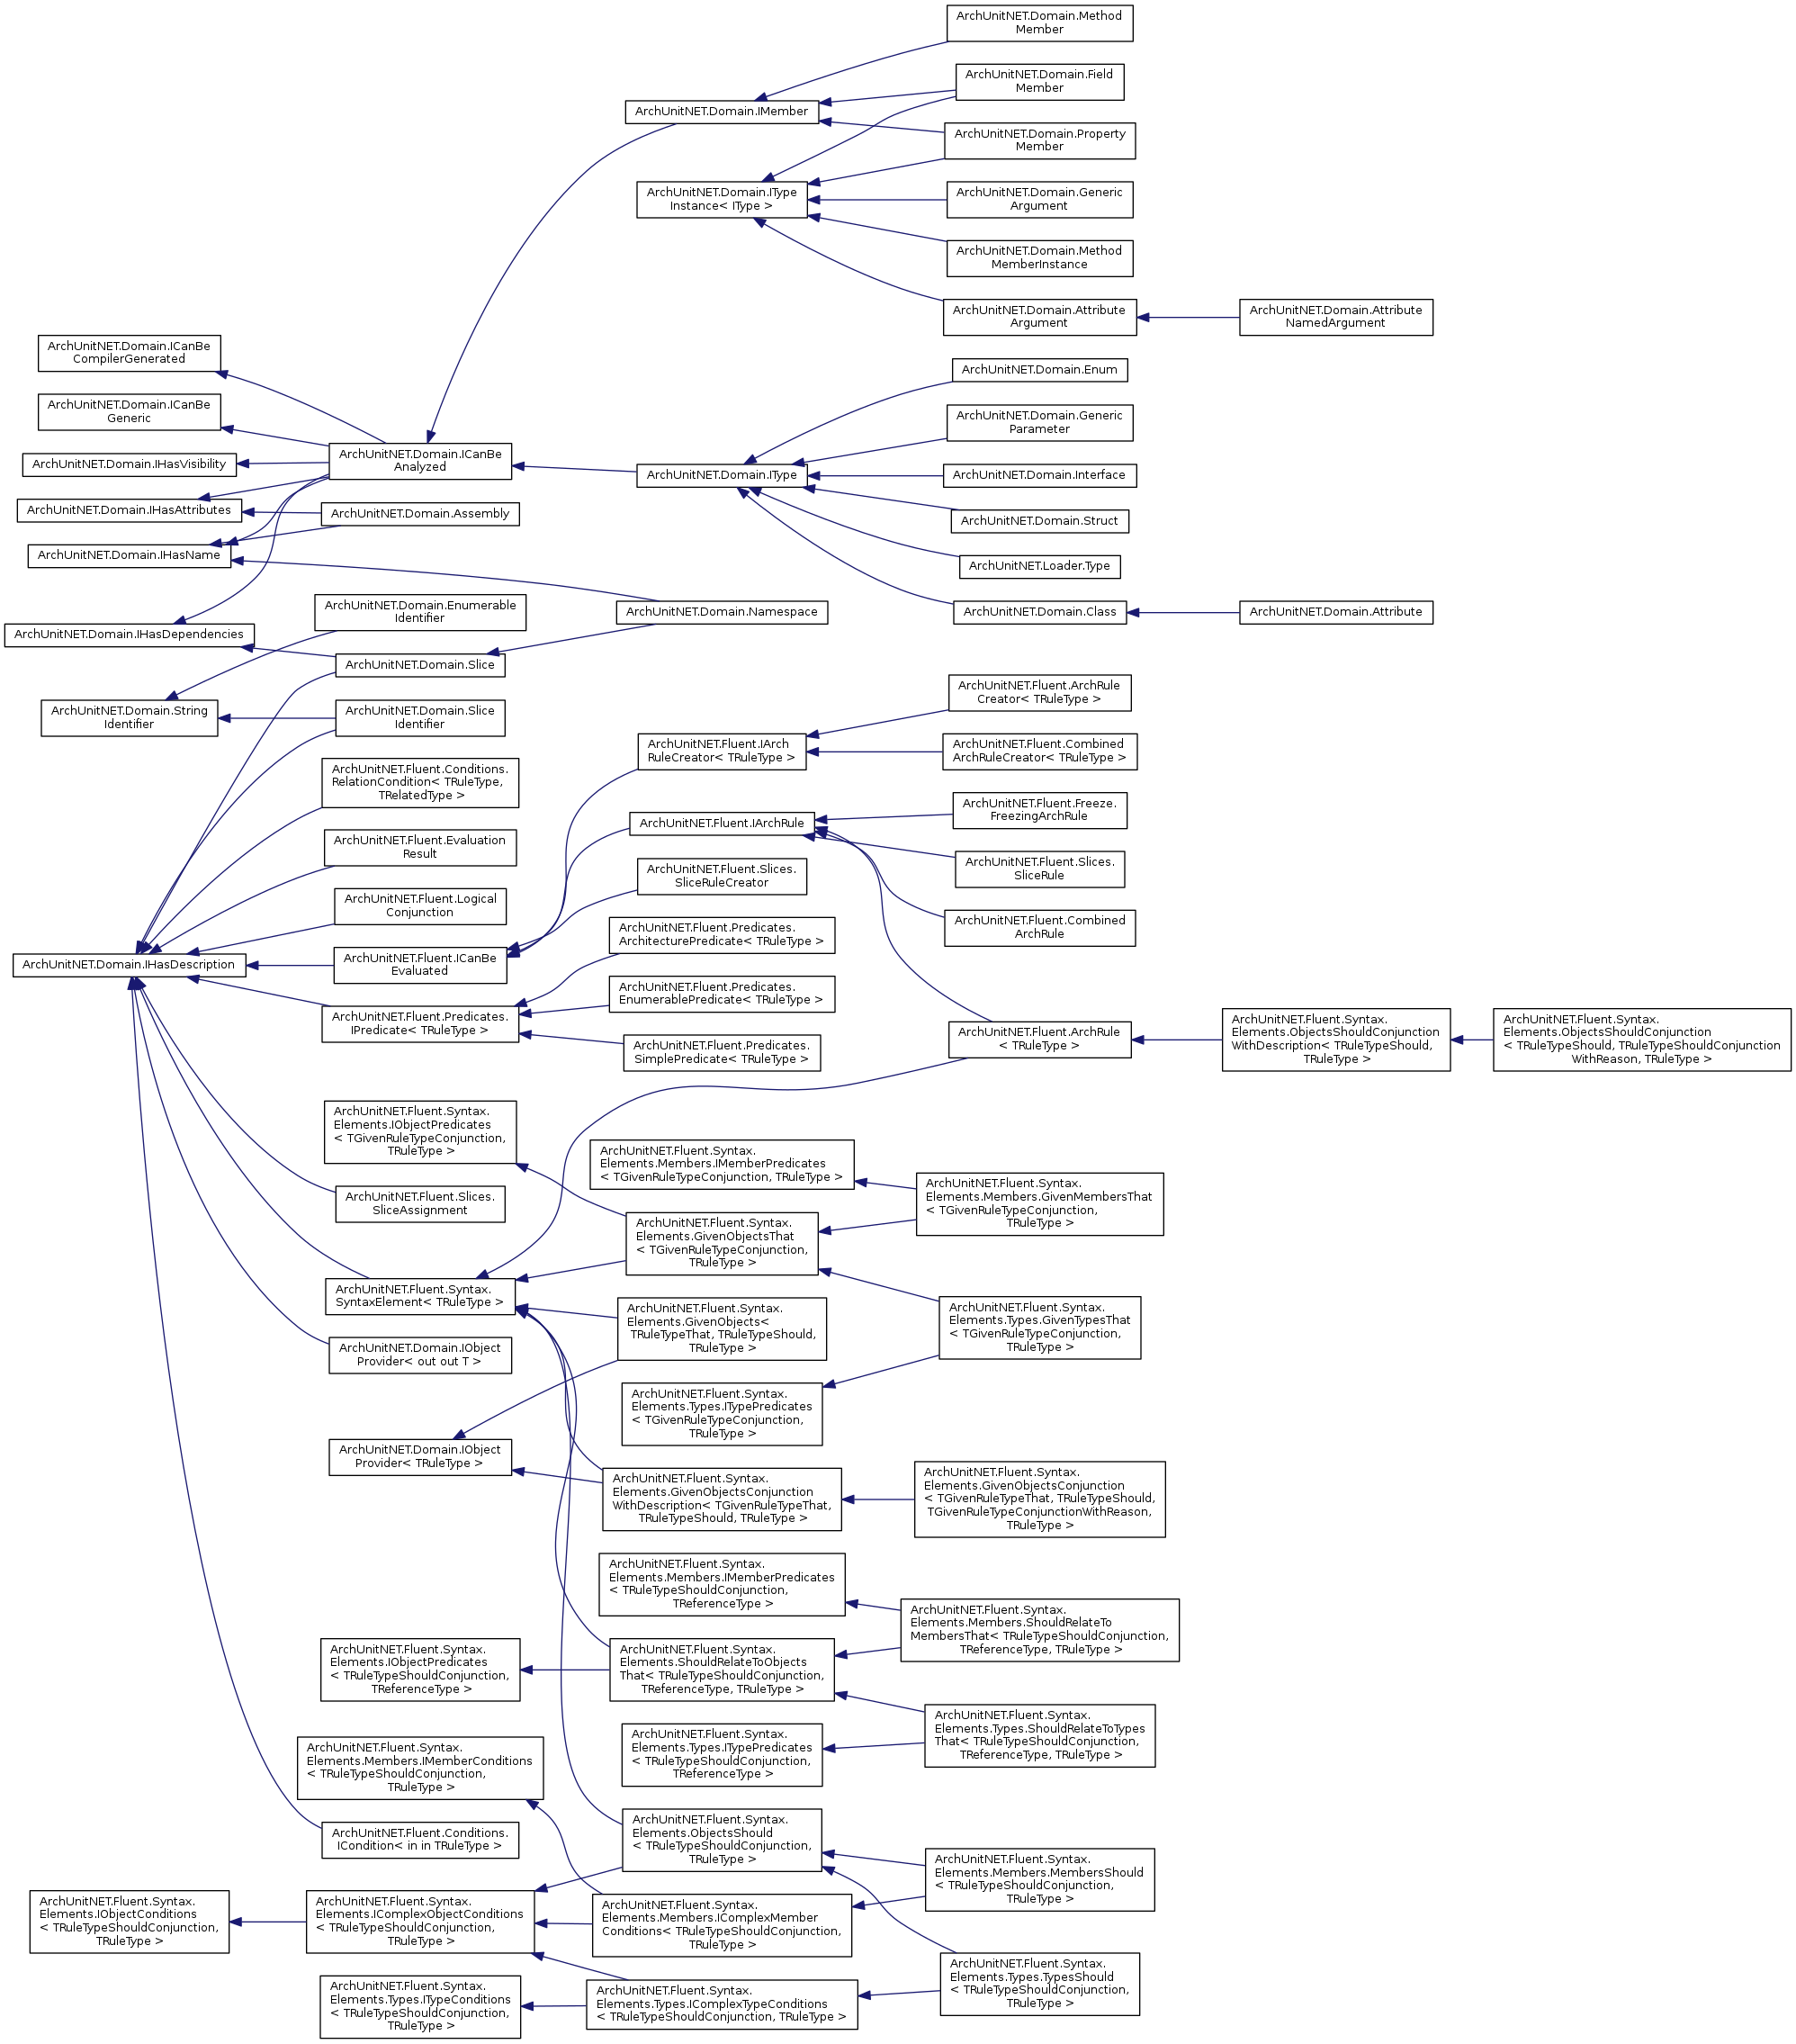 ArchUnitNET.Domain.Method
Member
ArchUnitNET.Domain.Field
Member
ArchUnitNET.Domain.IMember
ArchUnitNET.Domain.Property
Member
ArchUnitNET.Domain.IType
Instance< IType >
ArchUnitNET.Domain.Generic
Argument
ArchUnitNET.Domain.Method
MemberInstance
ArchUnitNET.Domain.Attribute
Argument
ArchUnitNET.Domain.Attribute
NamedArgument
ArchUnitNET.Domain.ICanBe
CompilerGenerated
ArchUnitNET.Domain.Enum
ArchUnitNET.Domain.ICanBe
Generic
ArchUnitNET.Domain.Generic
Parameter
ArchUnitNET.Domain.IHasVisibility
ArchUnitNET.Domain.ICanBe
Analyzed
ArchUnitNET.Domain.IType
ArchUnitNET.Domain.Interface
ArchUnitNET.Domain.IHasAttributes
ArchUnitNET.Domain.Assembly
ArchUnitNET.Domain.Struct
ArchUnitNET.Domain.IHasName
ArchUnitNET.Loader.Type
ArchUnitNET.Domain.Enumerable
Identifier
ArchUnitNET.Domain.Namespace
ArchUnitNET.Domain.Class
ArchUnitNET.Domain.Attribute
ArchUnitNET.Domain.IHasDependencies
ArchUnitNET.Domain.Slice
ArchUnitNET.Domain.String
Identifier
ArchUnitNET.Domain.Slice
Identifier
ArchUnitNET.Fluent.ArchRule
Creator< TRuleType >
ArchUnitNET.Fluent.IArch
RuleCreator< TRuleType >
ArchUnitNET.Fluent.Combined
ArchRuleCreator< TRuleType >
ArchUnitNET.Fluent.Conditions.
RelationCondition< TRuleType,
TRelatedType >
ArchUnitNET.Fluent.IArchRule
ArchUnitNET.Fluent.Freeze.
FreezingArchRule
ArchUnitNET.Fluent.Evaluation
Result
ArchUnitNET.Fluent.Slices.
SliceRuleCreator
ArchUnitNET.Fluent.Slices.
SliceRule
ArchUnitNET.Fluent.Logical
Conjunction
ArchUnitNET.Fluent.Predicates.
ArchitecturePredicate< TRuleType >
ArchUnitNET.Fluent.Combined
ArchRule
ArchUnitNET.Domain.IHasDescription
ArchUnitNET.Fluent.ICanBe
Evaluated
ArchUnitNET.Fluent.Predicates.
EnumerablePredicate< TRuleType >
ArchUnitNET.Fluent.Predicates.
IPredicate< TRuleType >
ArchUnitNET.Fluent.Predicates.
SimplePredicate< TRuleType >
ArchUnitNET.Fluent.ArchRule
< TRuleType >
ArchUnitNET.Fluent.Syntax.
Elements.ObjectsShouldConjunction
WithDescription< TRuleTypeShould,
TRuleType >
ArchUnitNET.Fluent.Syntax.
Elements.ObjectsShouldConjunction
< TRuleTypeShould, TRuleTypeShouldConjunction
WithReason, TRuleType >
ArchUnitNET.Fluent.Syntax.
Elements.IObjectPredicates
< TGivenRuleTypeConjunction,
TRuleType >
ArchUnitNET.Fluent.Syntax.
Elements.Members.IMemberPredicates
< TGivenRuleTypeConjunction, TRuleType >
ArchUnitNET.Fluent.Slices.
SliceAssignment
ArchUnitNET.Fluent.Syntax.
Elements.Members.GivenMembersThat
< TGivenRuleTypeConjunction,
TRuleType >
ArchUnitNET.Fluent.Syntax.
Elements.GivenObjectsThat
< TGivenRuleTypeConjunction,
TRuleType >
ArchUnitNET.Fluent.Syntax.
SyntaxElement< TRuleType >
ArchUnitNET.Fluent.Syntax.
Elements.GivenObjects<
TRuleTypeThat, TRuleTypeShould,
TRuleType >
ArchUnitNET.Fluent.Syntax.
Elements.Types.GivenTypesThat
< TGivenRuleTypeConjunction,
TRuleType >
ArchUnitNET.Domain.IObject
Provider< out out T >
ArchUnitNET.Fluent.Syntax.
Elements.Types.ITypePredicates
< TGivenRuleTypeConjunction,
TRuleType >
ArchUnitNET.Domain.IObject
Provider< TRuleType >
ArchUnitNET.Fluent.Syntax.
Elements.GivenObjectsConjunction
WithDescription< TGivenRuleTypeThat,
TRuleTypeShould, TRuleType >
ArchUnitNET.Fluent.Syntax.
Elements.GivenObjectsConjunction
< TGivenRuleTypeThat, TRuleTypeShould,
TGivenRuleTypeConjunctionWithReason,
TRuleType >
ArchUnitNET.Fluent.Syntax.
Elements.Members.IMemberPredicates
< TRuleTypeShouldConjunction,
TReferenceType >
ArchUnitNET.Fluent.Syntax.
Elements.Members.ShouldRelateTo
MembersThat< TRuleTypeShouldConjunction,
TReferenceType, TRuleType >
ArchUnitNET.Fluent.Syntax.
Elements.IObjectPredicates
< TRuleTypeShouldConjunction,
TReferenceType >
ArchUnitNET.Fluent.Syntax.
Elements.ShouldRelateToObjects
That< TRuleTypeShouldConjunction,
TReferenceType, TRuleType >
ArchUnitNET.Fluent.Syntax.
Elements.Types.ShouldRelateToTypes
That< TRuleTypeShouldConjunction,
TReferenceType, TRuleType >
ArchUnitNET.Fluent.Syntax.
Elements.Types.ITypePredicates
< TRuleTypeShouldConjunction,
TReferenceType >
ArchUnitNET.Fluent.Syntax.
Elements.Members.IMemberConditions
< TRuleTypeShouldConjunction,
TRuleType >
ArchUnitNET.Fluent.Conditions.
ICondition< in in TRuleType >
ArchUnitNET.Fluent.Syntax.
Elements.ObjectsShould
< TRuleTypeShouldConjunction,
TRuleType >
ArchUnitNET.Fluent.Syntax.
Elements.Members.MembersShould
< TRuleTypeShouldConjunction,
TRuleType >
ArchUnitNET.Fluent.Syntax.
Elements.IObjectConditions
< TRuleTypeShouldConjunction,
TRuleType >
ArchUnitNET.Fluent.Syntax.
Elements.IComplexObjectConditions
< TRuleTypeShouldConjunction,
TRuleType >
ArchUnitNET.Fluent.Syntax.
Elements.Members.IComplexMember
Conditions< TRuleTypeShouldConjunction,
TRuleType >
ArchUnitNET.Fluent.Syntax.
Elements.Types.TypesShould
< TRuleTypeShouldConjunction,
TRuleType >
ArchUnitNET.Fluent.Syntax.
Elements.Types.ITypeConditions
< TRuleTypeShouldConjunction,
TRuleType >
ArchUnitNET.Fluent.Syntax.
Elements.Types.IComplexTypeConditions
< TRuleTypeShouldConjunction, TRuleType >